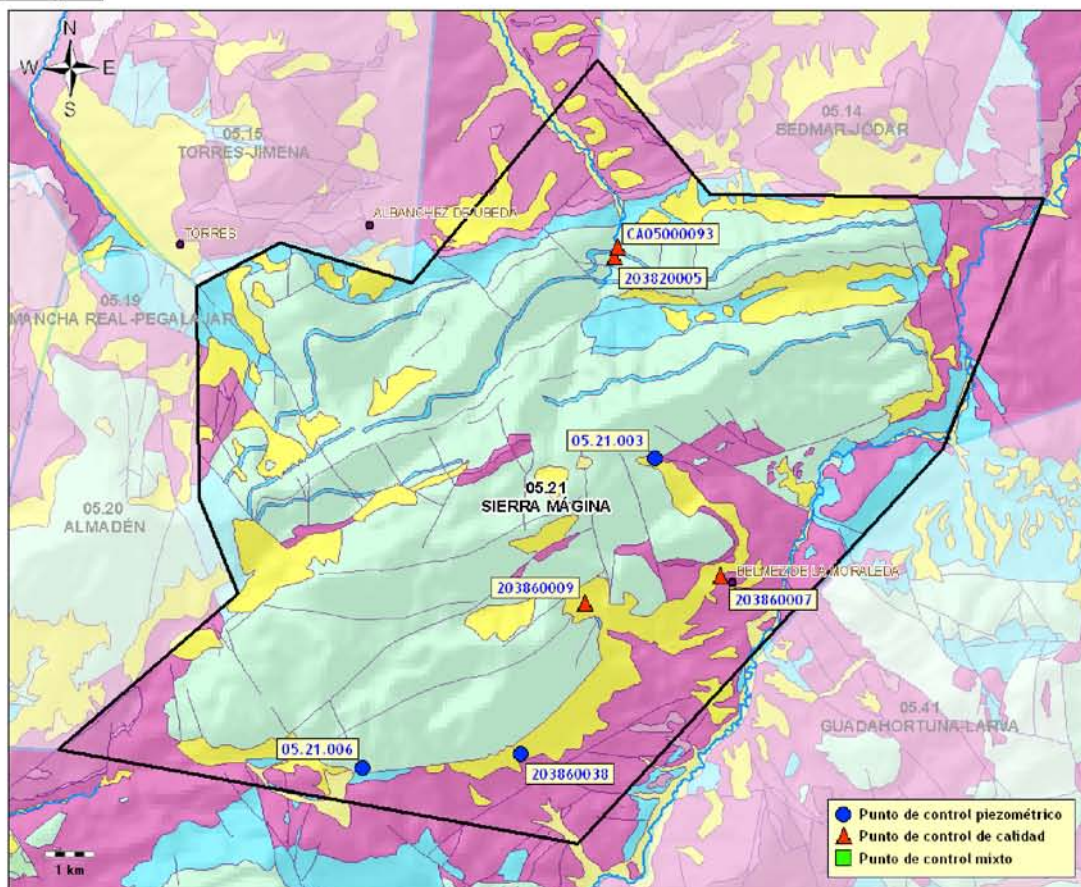 N
W E
S
05.15
TORRES-JIMENA
05.14
BEDMAR-JÓDAR
ALBANCHEZ DE UBEDA
TORRES
CA05000093
203820005
05.19
MANCHA REAL-PEGALAJAR
05.21.003
05.21
SIERRA MÁGINA
05.20
ALMADÉN
BELMEZ DE LA MORALEDA
203860009
203860007
05.41
GUADAHORTUNA-LARVA
05.21.006
203860038
Punto de control piezométrico
Punto de control de calidad
Punto de control mixto
1 km